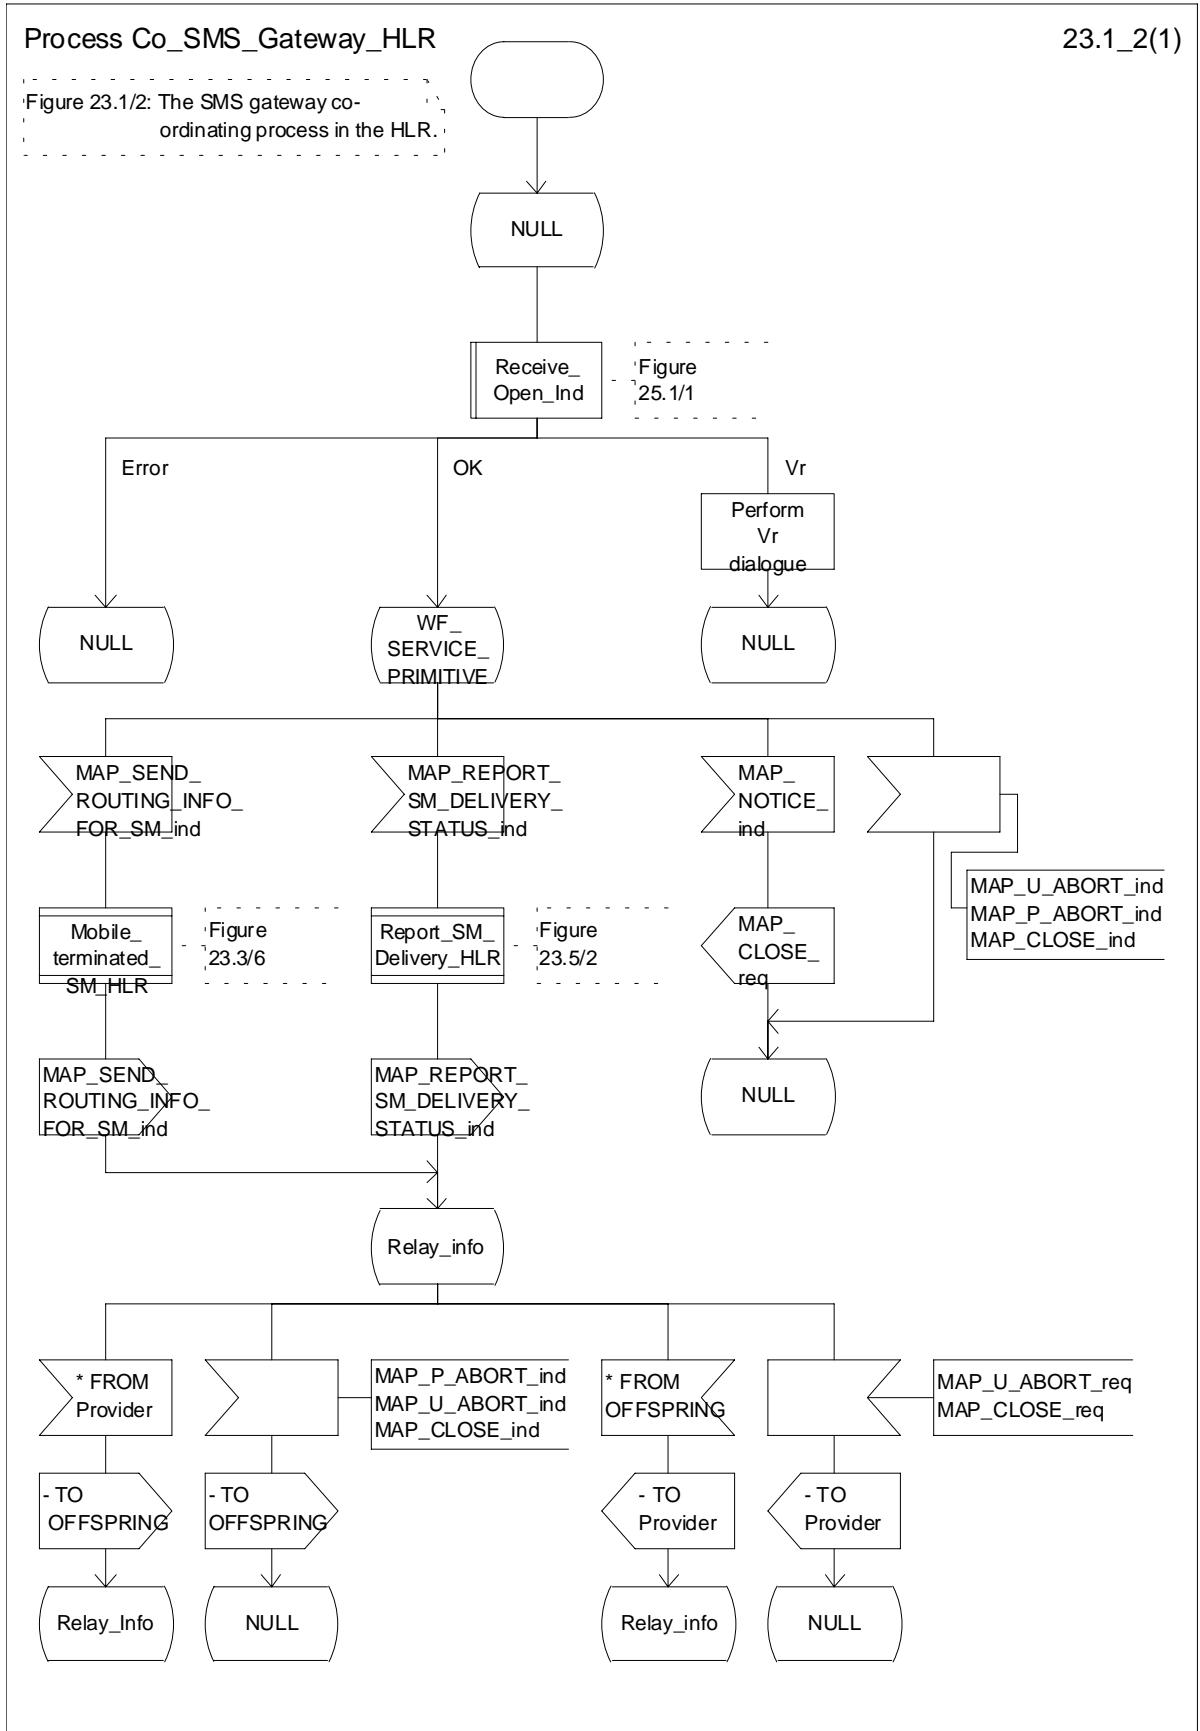 Process Co_SMS_Gateway_HLR
23.1_2(1)
Figure 23.1/2: The SMS gateway co-
ordinating process in the HLR.
NULL
Receive_
Open_Ind
Figure
25.1/1
Error
OK
Vr
Perform
Vr
dialogue
NULL
WF_
SERVICE_
PRIMITIVE
NULL
MAP_SEND_
ROUTING_INFO_
FOR_SM_ind
MAP_REPORT_
SM_DELIVERY_
STATUS_ind
MAP_
NOTICE_
ind
MAP_U_ABORT_ind
MAP_P_ABORT_ind
MAP_CLOSE_ind
Mobile_
terminated_
SM_HLR
Figure
23.3/6
Report_SM_
Delivery_HLR
Figure
23.5/2
MAP_
CLOSE_
req
MAP_SEND_
ROUTING_INFO_
FOR_SM_ind
MAP_REPORT_
SM_DELIVERY_
STATUS_ind
NULL
Relay_info
* FROM
Provider
MAP_P_ABORT_ind
MAP_U_ABORT_ind
MAP_CLOSE_ind
* FROM
OFFSPRING
MAP_U_ABORT_req
MAP_CLOSE_req
- TO
OFFSPRING
- TO
OFFSPRING
- TO
Provider
- TO
Provider
Relay_Info
NULL
Relay_info
NULL